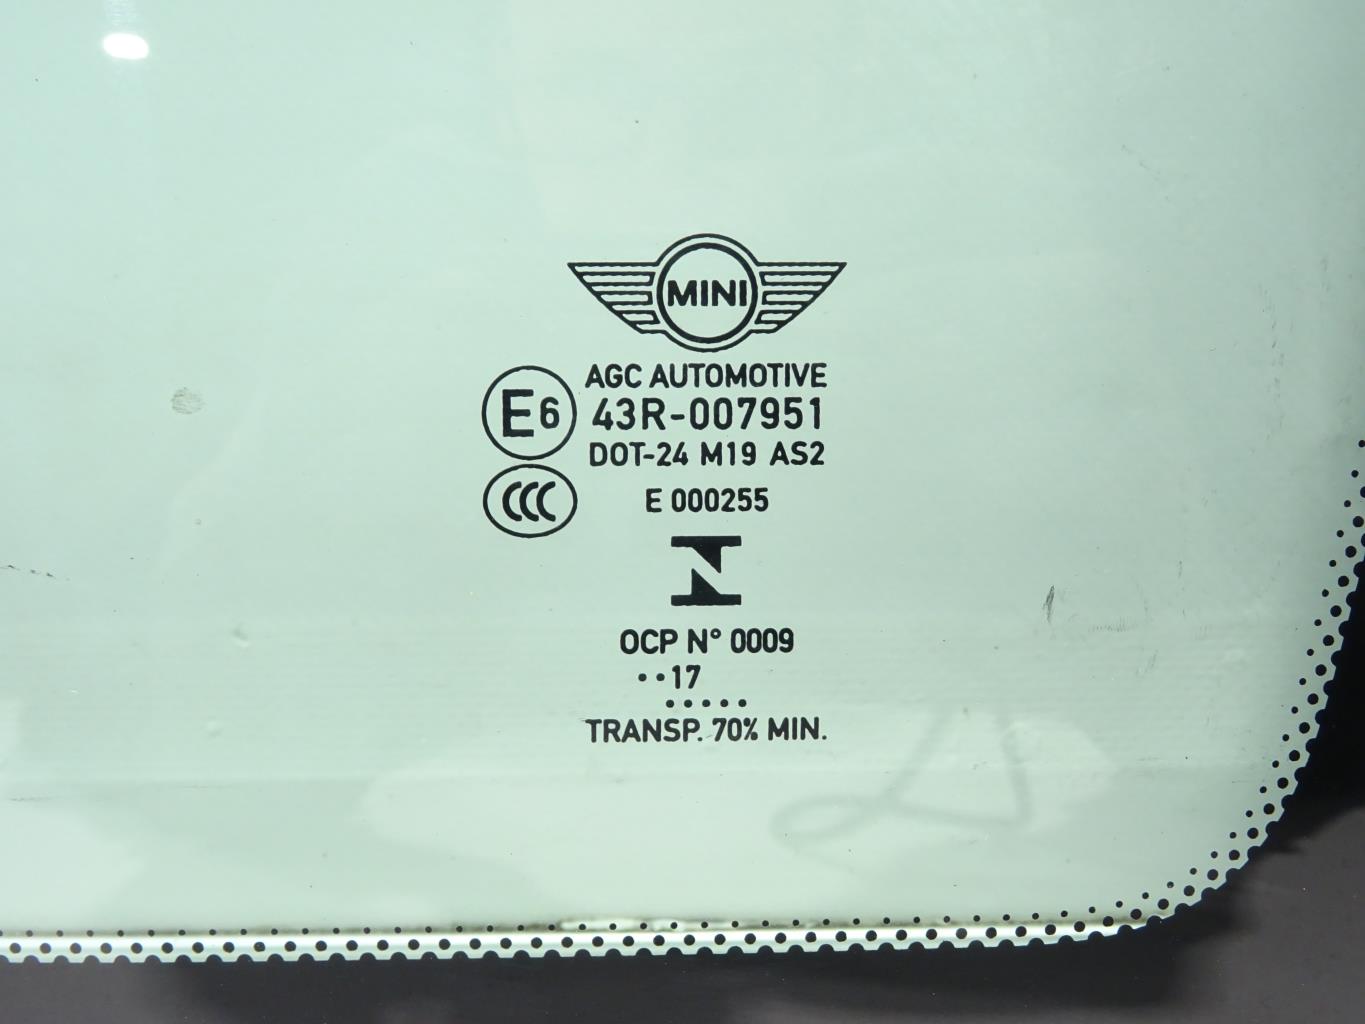 MINI
AGC AUTOMOTIVE
E6 43R-007951
DOT-24 M19 AS2
CCC E 000255
OCP N° 0009
••17
•••••
TRANSP. 70% MIN.